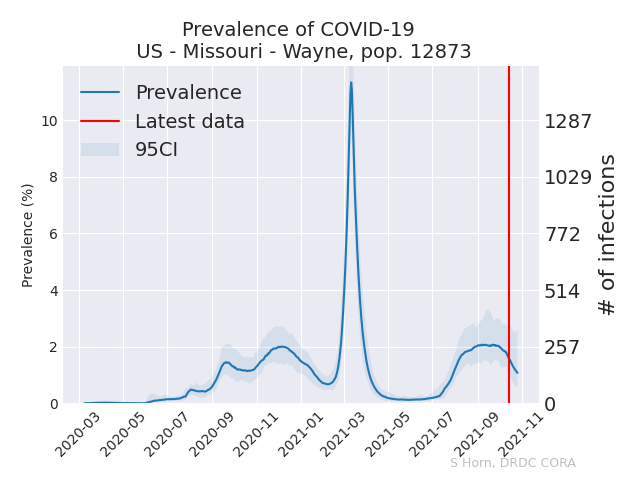 Prevalence of COVID-19
US - Missouri - Wayne, pop. 12873
Prevalence
Latest data
95CI
Prevalence (%)
10
8
6
4
2
0
1287
1029
772
514
257
0
# of infections
2020-03
2020-05
2020-07
2020-09
2020-11
2021-01
2021-03
2021-05
2021-07
2021-09
2021-11
S Horn, DRDC CORA